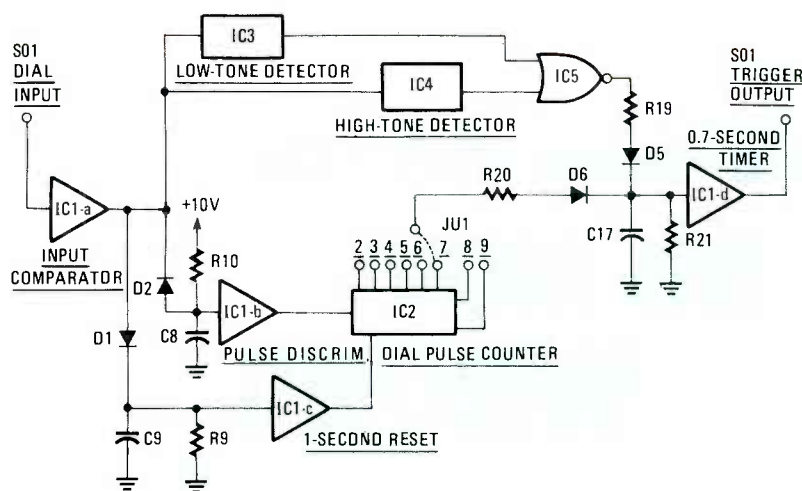 SO1
DIAL
INPUT
IC3
LOW-TONE DETECTOR
IC4
HIGH-TONE DETECTOR
IC5
SO1
TRIGGER
OUTPUT
R19
0.7-SECOND
TIMER
D5
R20
D6
IC1-d
C17
R21
IC1-a
INPUT
COMPARATOR
+10V
R10
D2
JU1
2 3 4 5 6 7 8 9
IC2
IC1-b
C8
PULSE DISCRIM.
DIAL PULSE COUNTER
D1
IC1-c
1-SECOND RESET
C9
R9